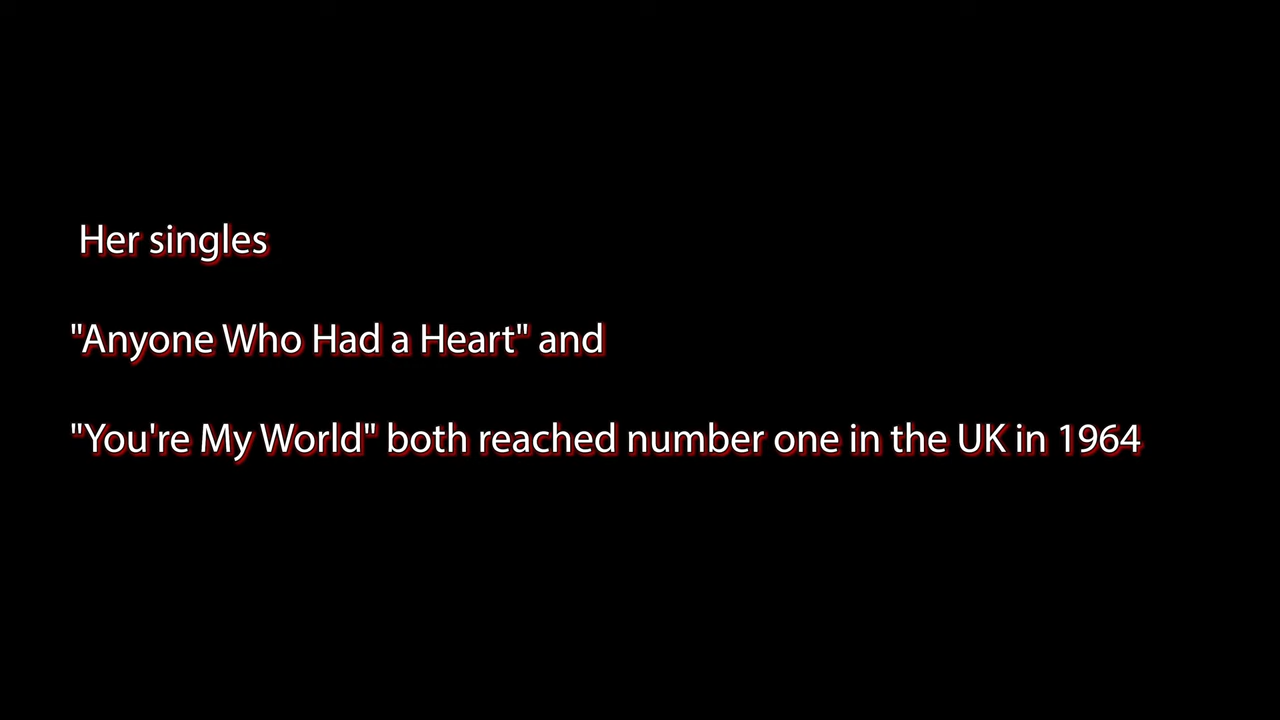 Her singles
"Anyone Who Had a Heart" and
"You're My World" both reached number one in the UK in 1964